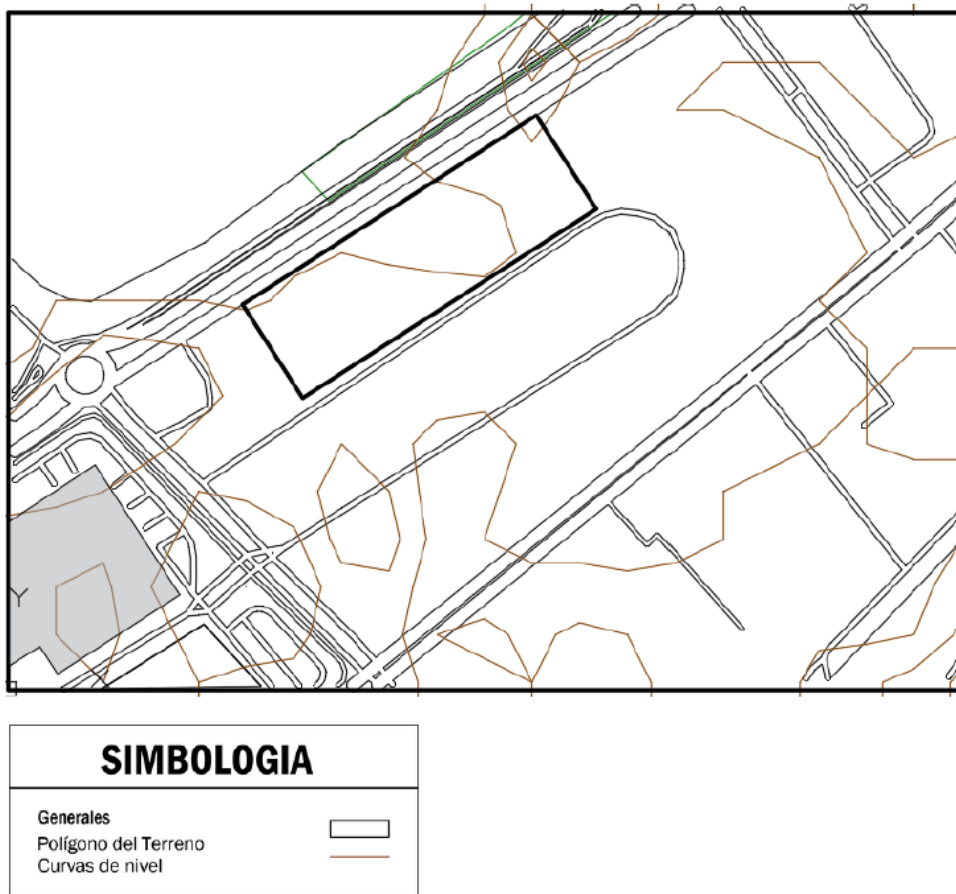 Y
SIMBOLOGIA
Generales
Polígono del Terreno
Curvas de nivel